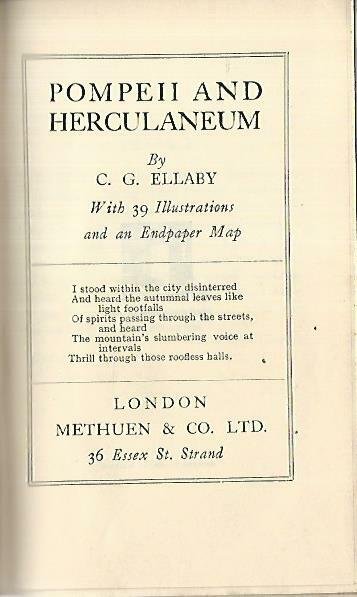 POMPEII AND
HERCULANEUM
By
C. G. ELLABY
With 39 Illustrations
and an Endpaper Map
I stood within the city disinterred
And heard the autumnal leaves like
light footfalls
Of spirits passing through the streets,
and heard
The mountain's slumbering voice at
intervals
Thrill through those roofless halls.
LONDON
METHUEN & CO. LTD.
36 Essex St. Strand